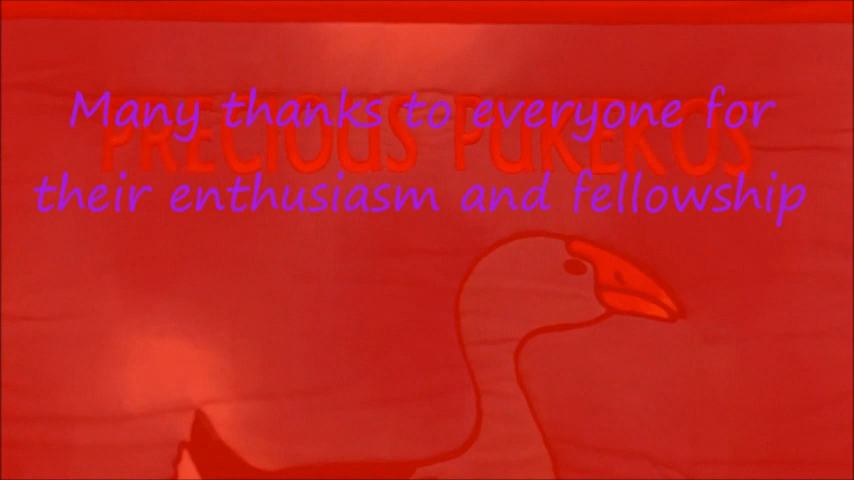 Many thanks to everyone for
PRECIOUS PUKEKOS
their enthusiasm and fellowship